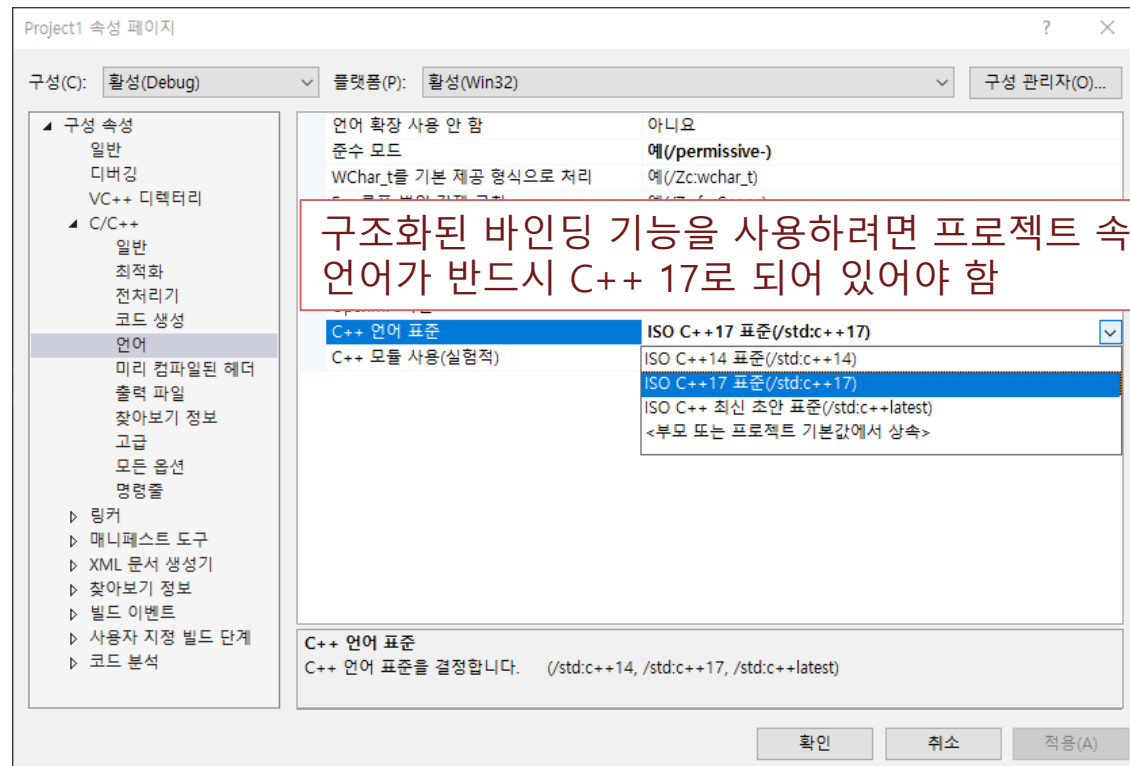 Project1 속성 페이지
?
구성(C): 활성(Debug) 플랫폼(P): 활성(Win32) 구성 관리자(O)...
구성 속성
일반
디버깅
VC++ 디렉터리
C/C++
일반
최적화
전처리기
코드 생성
언어
미리 컴파일된 헤더
출력 파일
찾아보기 정보
고급
모든 옵션
명령줄
링커
매니페스트 도구
XML 문서 생성기
찾아보기 정보
빌드 이벤트
사용자 지정 빌드 단계
코드 분석
언어 확장 사용 안 함 아니요
준수 모드 예(/permissive-)
WChar_t를 기본 제공 형식으로 처리 예(/Zc:wchar_t)
구조화된 바인딩 기능을 사용하려면 프로젝트 속
언어가 반드시 C++ 17로 되어 있어야 함
C++ 언어 표준 ISO C++17 표준(/std:c++17)
C++ 모듈 사용(실험적)
ISO C++14 표준(/std:c++14)
ISO C++17 표준(/std:c++17)
ISO C++ 최신 초안 표준(/std:c++latest)
<부모 또는 프로젝트 기본값에서 상속>
C++ 언어 표준
C++ 언어 표준을 결정합니다. (/std:c++14, /std:c++17, /std:c++latest)
확인 취소 적용(A)